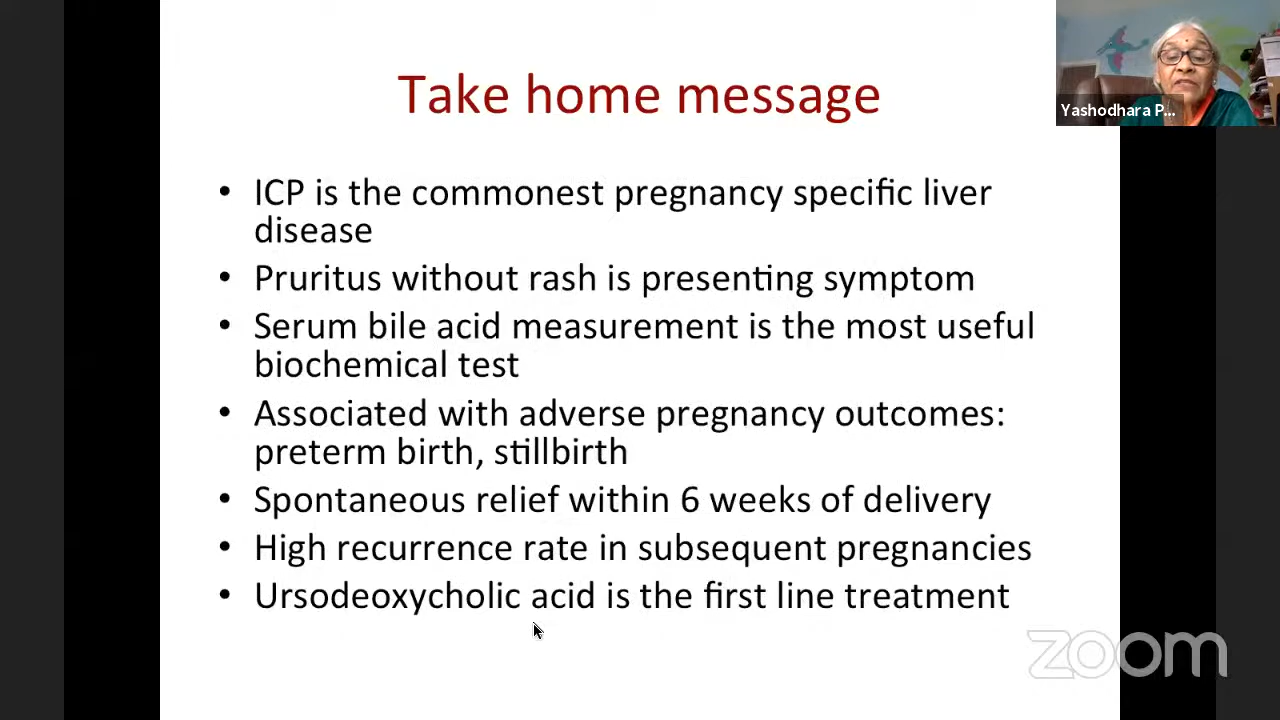 Take home message
• ICP is the commonest pregnancy specific liver
disease
• Pruritus without rash is presenting symptom
• Serum bile acid measurement is the most useful
biochemical test
• Associated with adverse pregnancy outcomes:
preterm birth, stillbirth
• Spontaneous relief within 6 weeks of delivery
• High recurrence rate in subsequent pregnancies
• Ursodeoxycholic acid is the first line treatment
Yashodhara P...
zoom